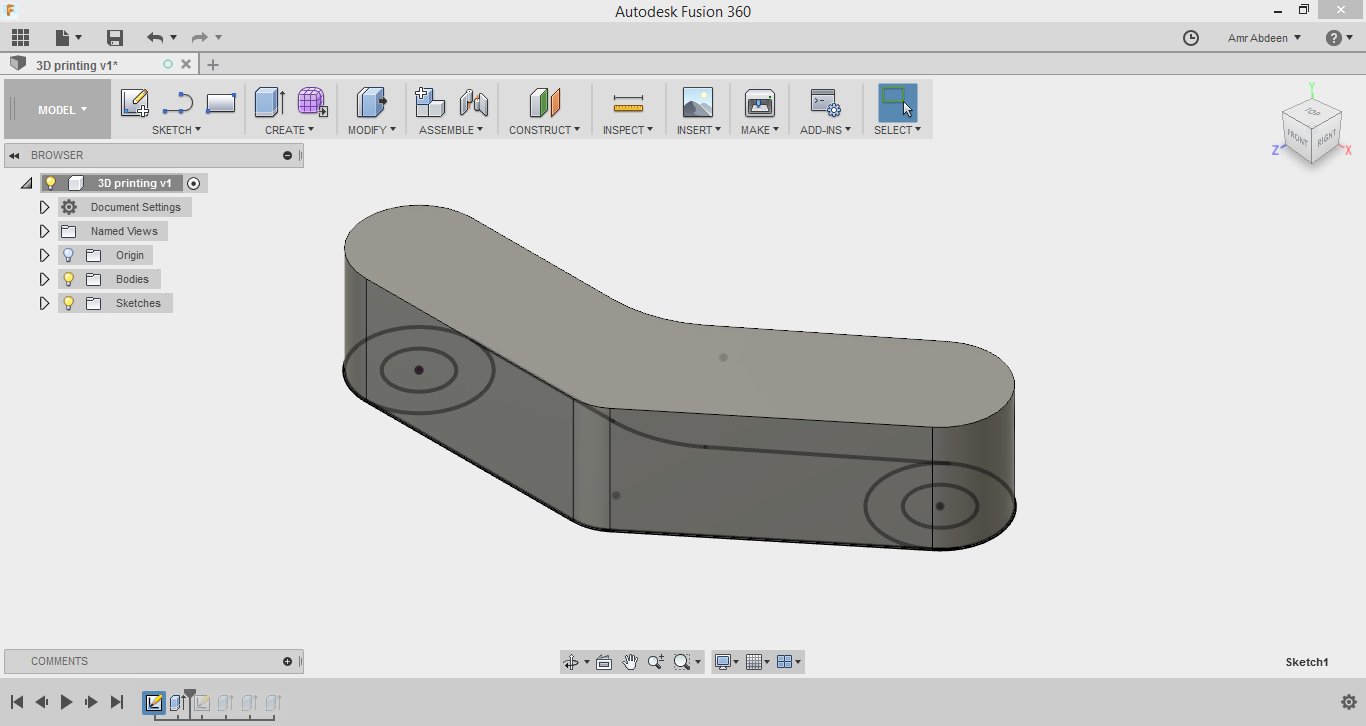 Autodesk Fusion 360
Amr Abdeen
3D printing v1*
MODEL
SKETCH
CREATE
MODIFY
ASSEMBLE
CONSTRUCT
INSPECT
INSERT
MAKE
ADD-INS
SELECT
Y
TOP
FRONT
RIGHT
Z
X
BROWSER
3D printing v1
Document Settings
Named Views
Origin
Bodies
Sketches
COMMENTS
Sketch1